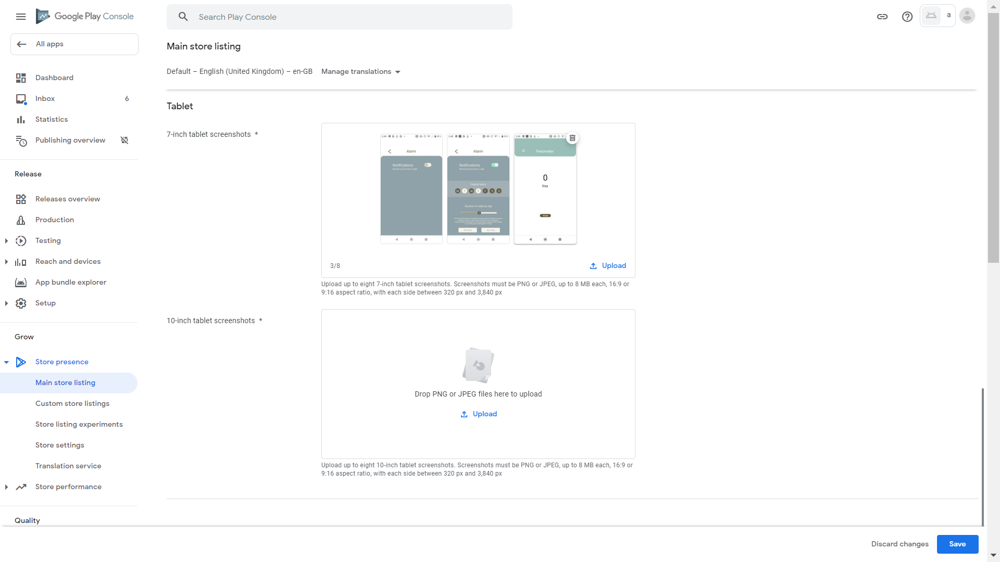 Google Play Console
Search Play Console
a
All apps
Main store listing
Default – English (United Kingdom) – en-GB
Manage translations
Dashboard
Inbox
6
Statistics
Publishing overview
Release
Releases overview
Production
Testing
Reach and devices
App bundle explorer
Setup
Grow
Store presence
Main store listing
Custom store listings
Store listing experiments
Store settings
Translation service
Store performance
Quality
Tablet
7-inch tablet screenshots *
Alarm
Notifications
Alarm
Notifications
Repeat every
M T W T F S S
Number of walk per day
Pedometer
0
Step
3/8
Upload
Upload up to eight 7-inch tablet screenshots. Screenshots must be PNG or JPEG, up to 8 MB each, 16:9 or
9:16 aspect ratio, with each side between 320 px and 3,840 px
10-inch tablet screenshots *
Drop PNG or JPEG files here to upload
Upload
Upload up to eight 10-inch tablet screenshots. Screenshots must be PNG or JPEG, up to 8 MB each, 16:9 or
9:16 aspect ratio, with each side between 320 px and 3,840 px
Discard changes
Save